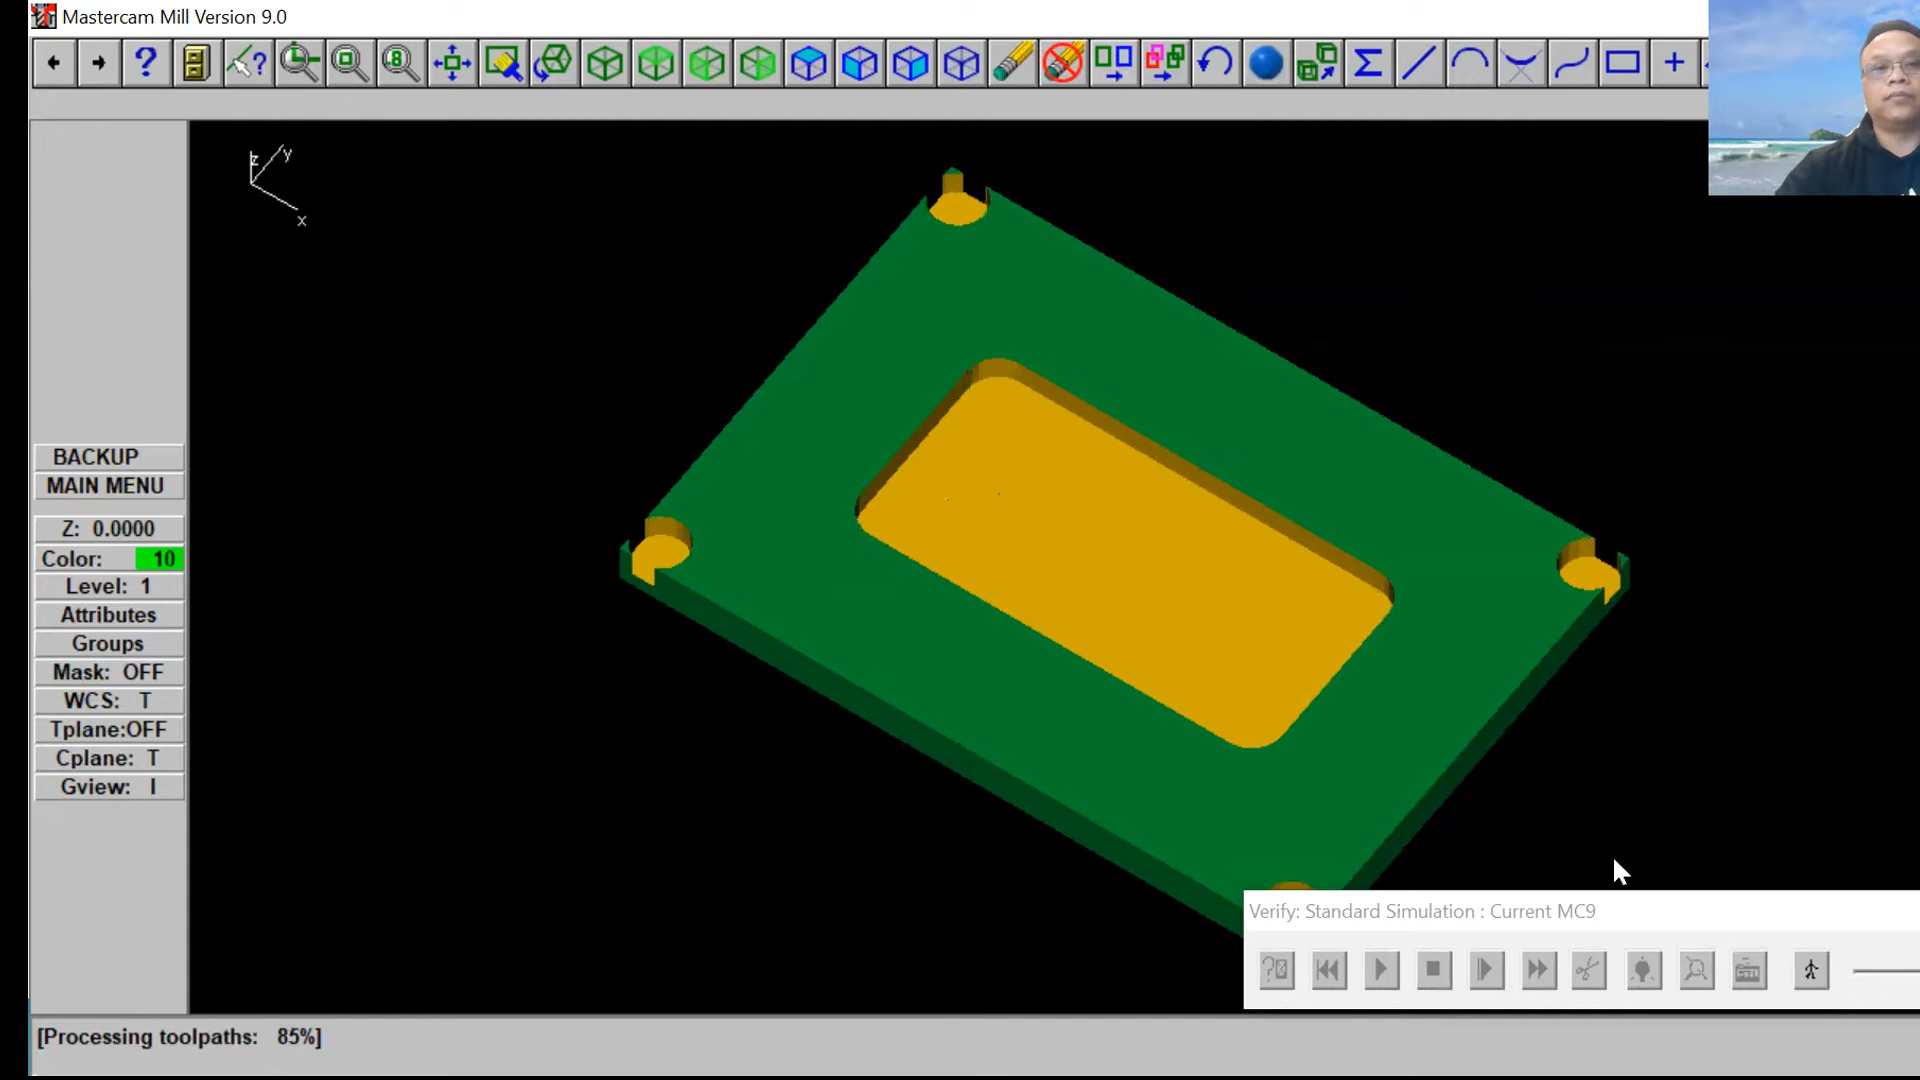 Mastercam Mill Version 9.0
z
y
x
BACKUP
MAIN MENU
Z: 0.0000
Color: 10
Level: 1
Attributes
Groups
Mask: OFF
WCS: T
Tplane:OFF
Cplane: T
Gview: I
Verify: Standard Simulation : Current MC9
[Processing toolpaths: 85%]